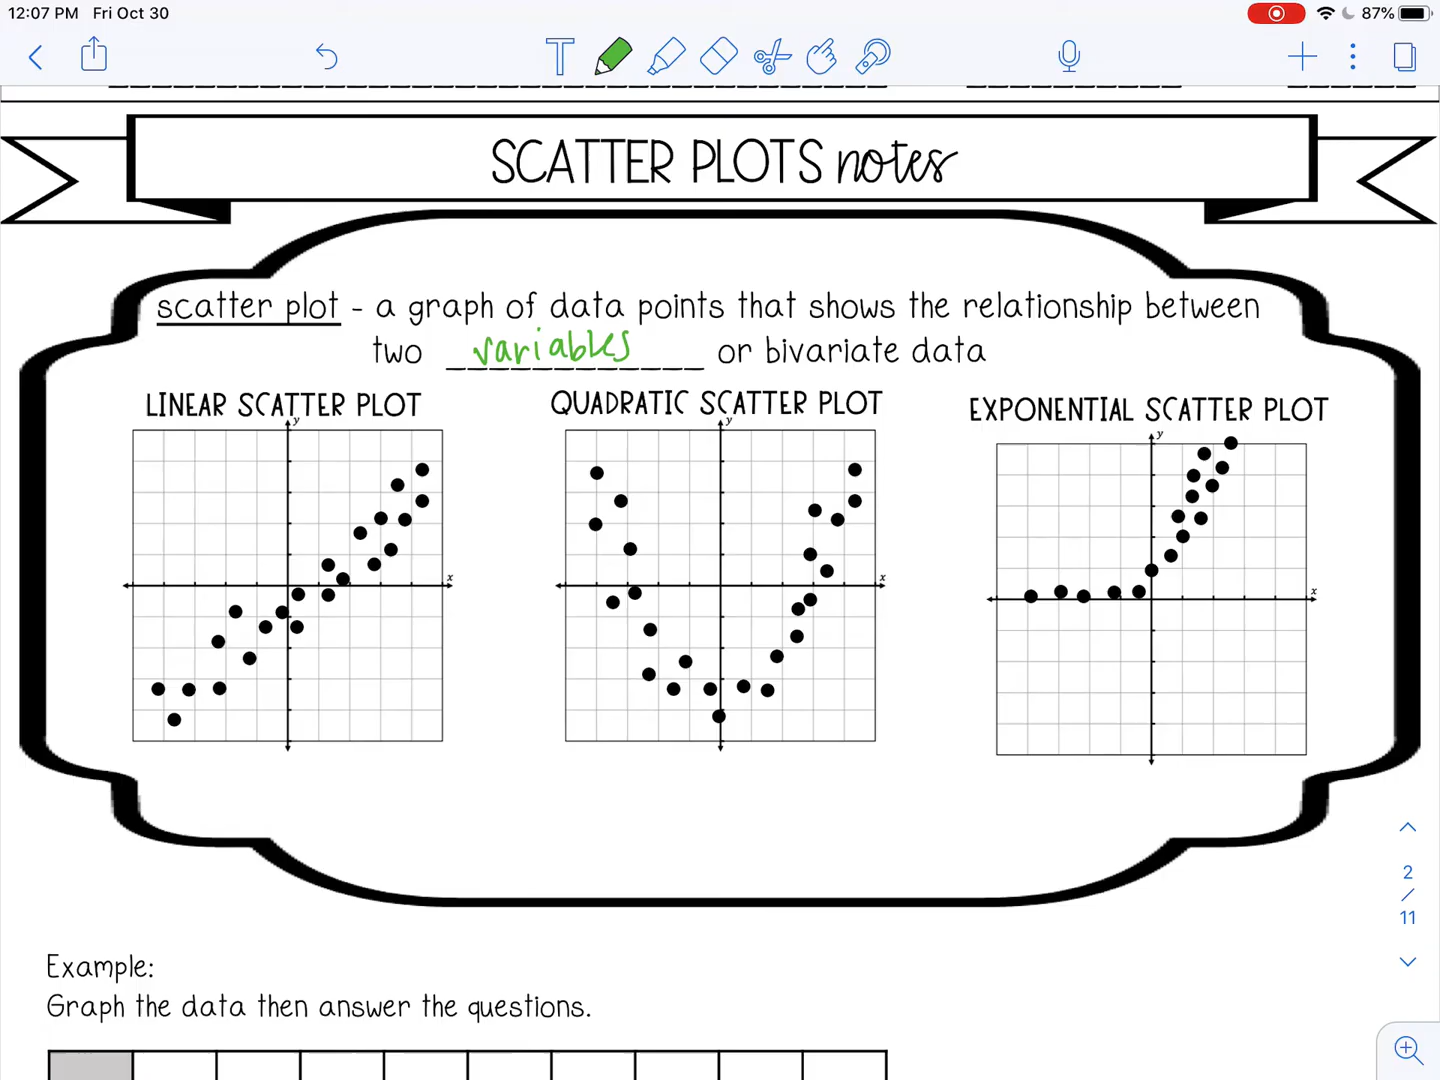 12:07 PM Fri Oct 30 87%
SCATTER PLOTS notes
scatter plot - a graph of data points that shows the relationship between
two variables or bivariate data
LINEAR SCATTER PLOT QUADRATIC SCATTER PLOT EXPONENTIAL SCATTER PLOT
y y y
x x x
2
/
11
Example:
Graph the data then answer the questions.